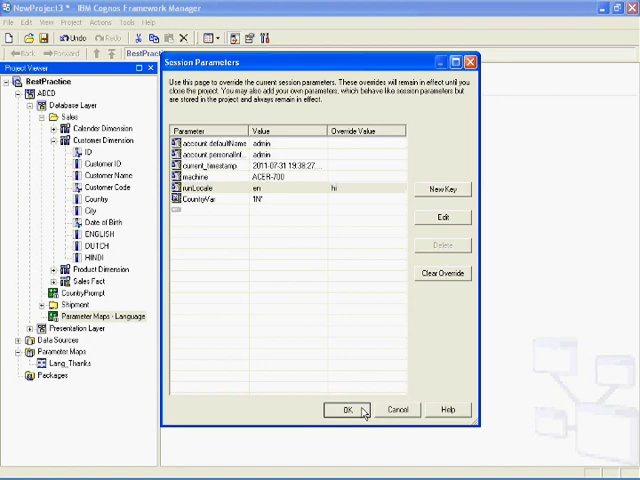 NewProject3 * - IBM Cognos Framework Manager
File Edit View Project Actions Tools Help
Undo Redo
Back Forward BestPractice
Project Viewer
BestPractice
ABCD
Database Layer
Sales
Calender Dimension
Customer Dimension
ID
Customer ID
Customer Name
Customer Code
Country
City
Date of Birth
ENGLISH
DUTCH
HINDI
Product Dimension
Sales Fact
CountryPrompt
Shipment
Parameter Maps - Language
Presentation Layer
Data Sources
Parameter Maps
Lang_Thanks
Packages
Session Parameters
Use this page to override the current session parameters. These overrides will remain in effect until you
close the project. You may also add your own parameters, which behave like session parameters but
are stored in the project and always remain in effect.
Parameter Value Override Value
account.defaultName admin
account.personalInf... admin
current_timestamp 2011-07-31 19:38:27....
machine ACER-700
runLocale en hi
CountryVar
New Key
Edit
Delete
Clear Override
OK Cancel Help